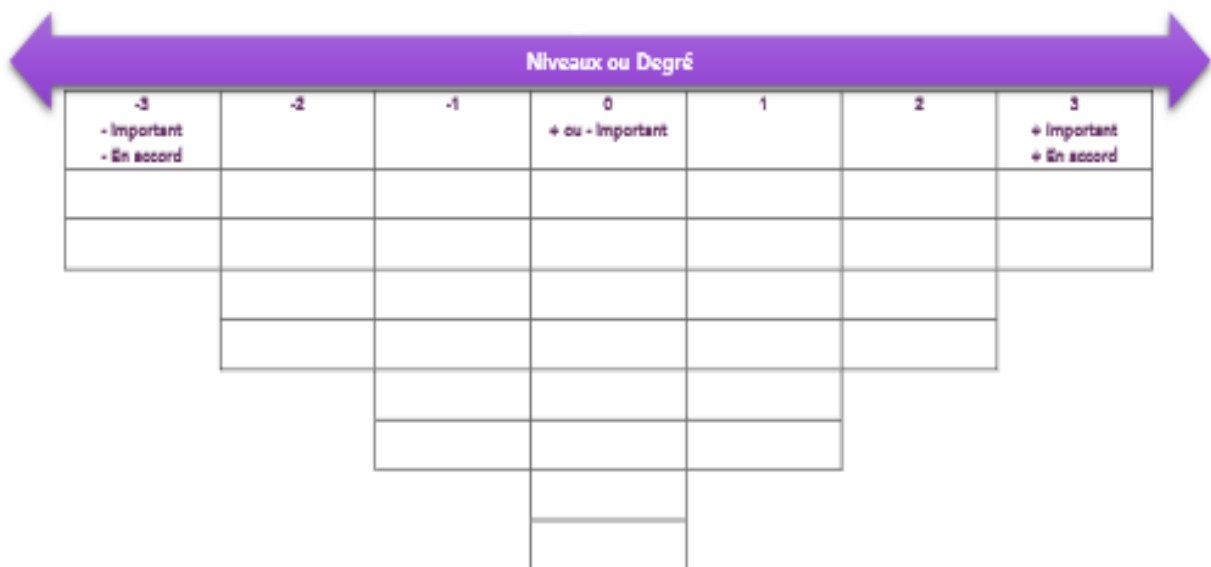 Niveaux ou Degré
-3 -2 -1 0 1 2 3
- Important + ou - Important + Important
- En accord + En accord